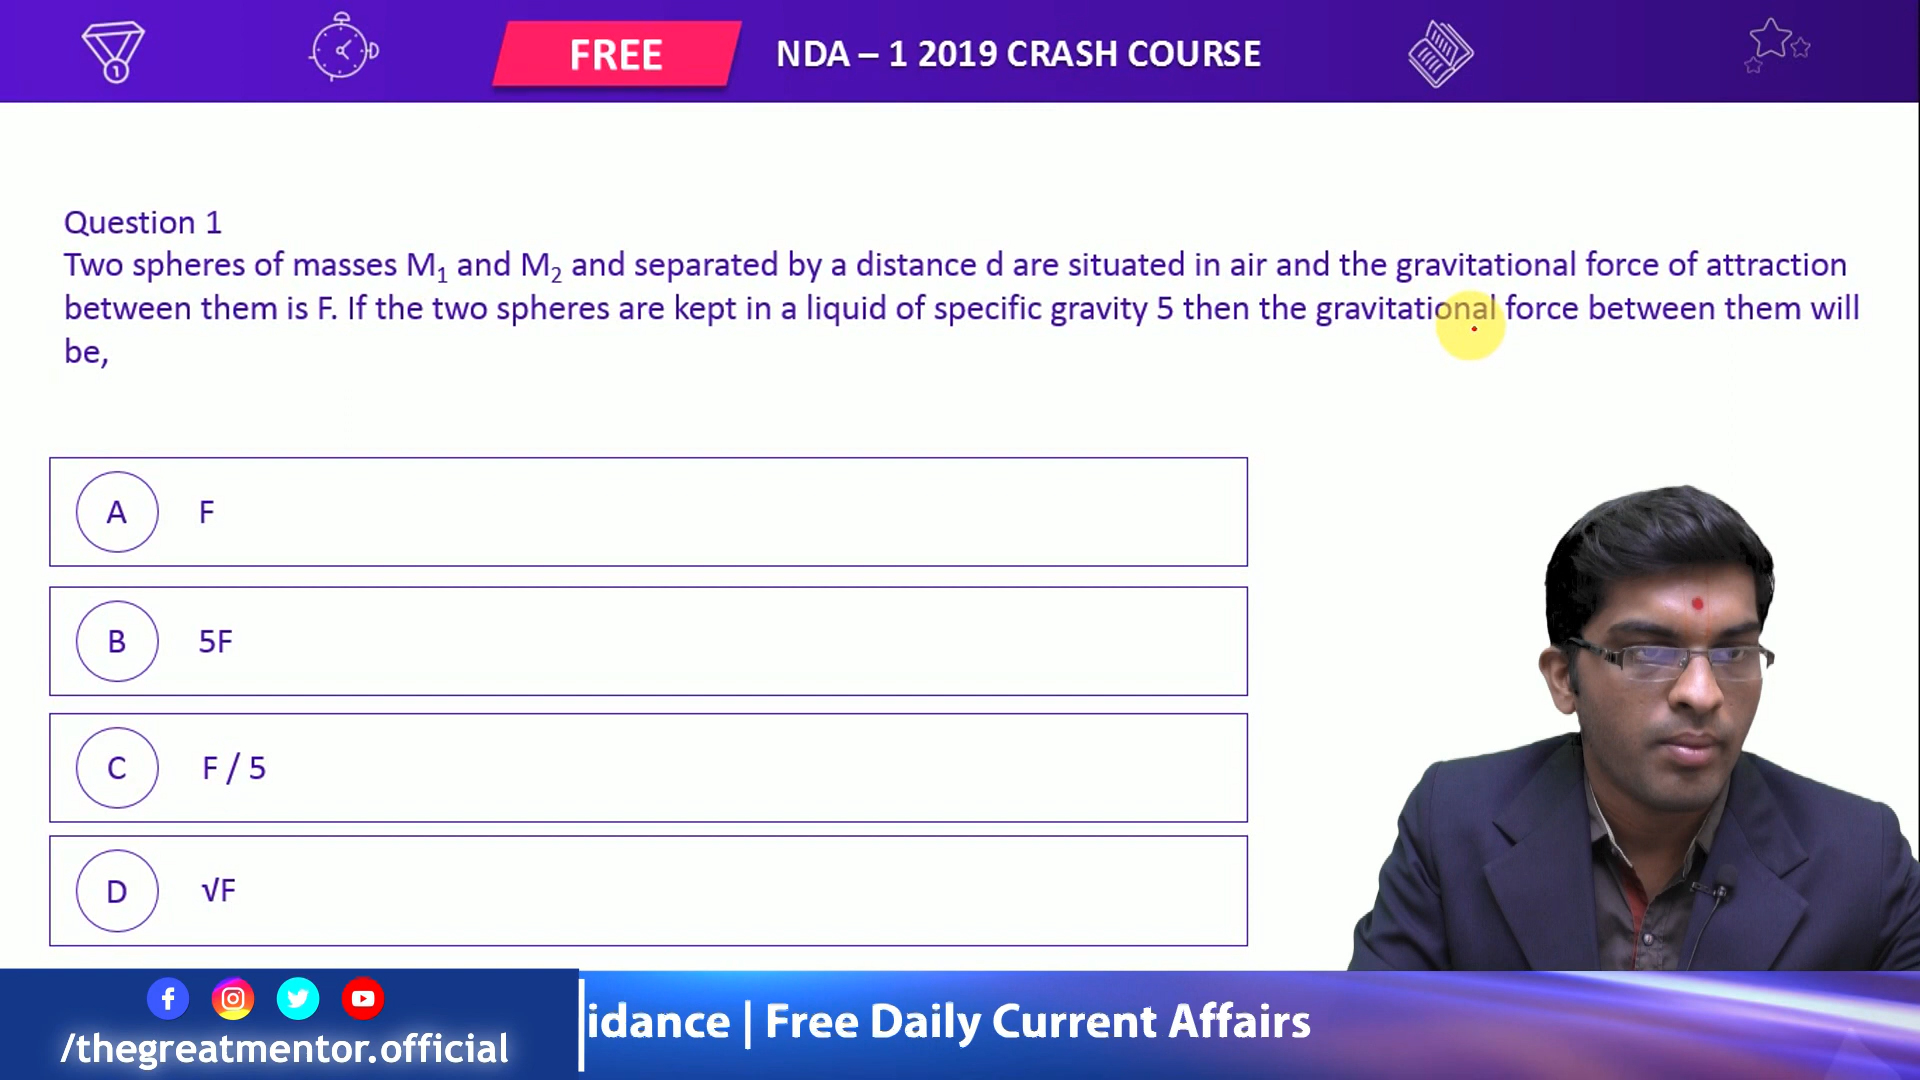 FREE
NDA – 1 2019 CRASH COURSE
1
Question 1
Two spheres of masses M₁ and M₂ and separated by a distance d are situated in air and the gravitational force of attraction
between them is F. If the two spheres are kept in a liquid of specific gravity 5 then the gravitational force between them will
be,
A F
B 5F
C F / 5
D √F
/thegreatmentor.official
idance | Free Daily Current Affairs